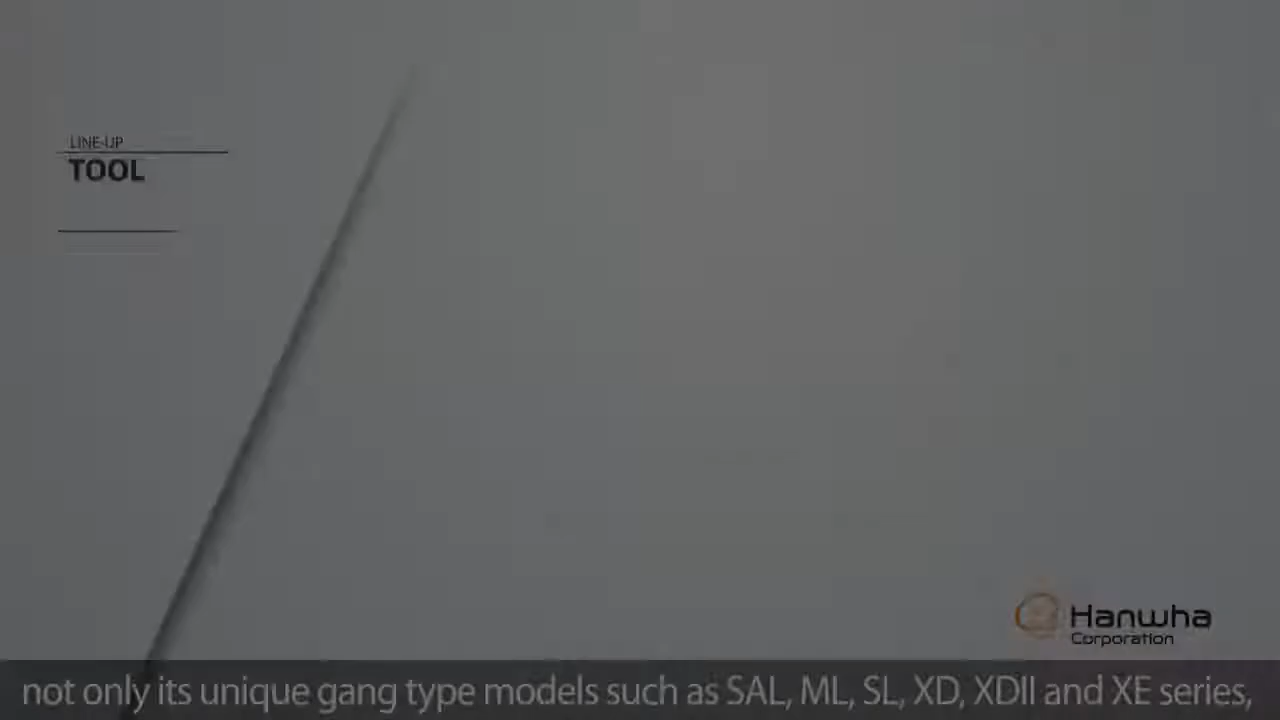 LINE-UP
TOOL
Hanwha
Corporation
not only its unique gang type models such as SAL, ML, SL, XD, XDII and XE series,